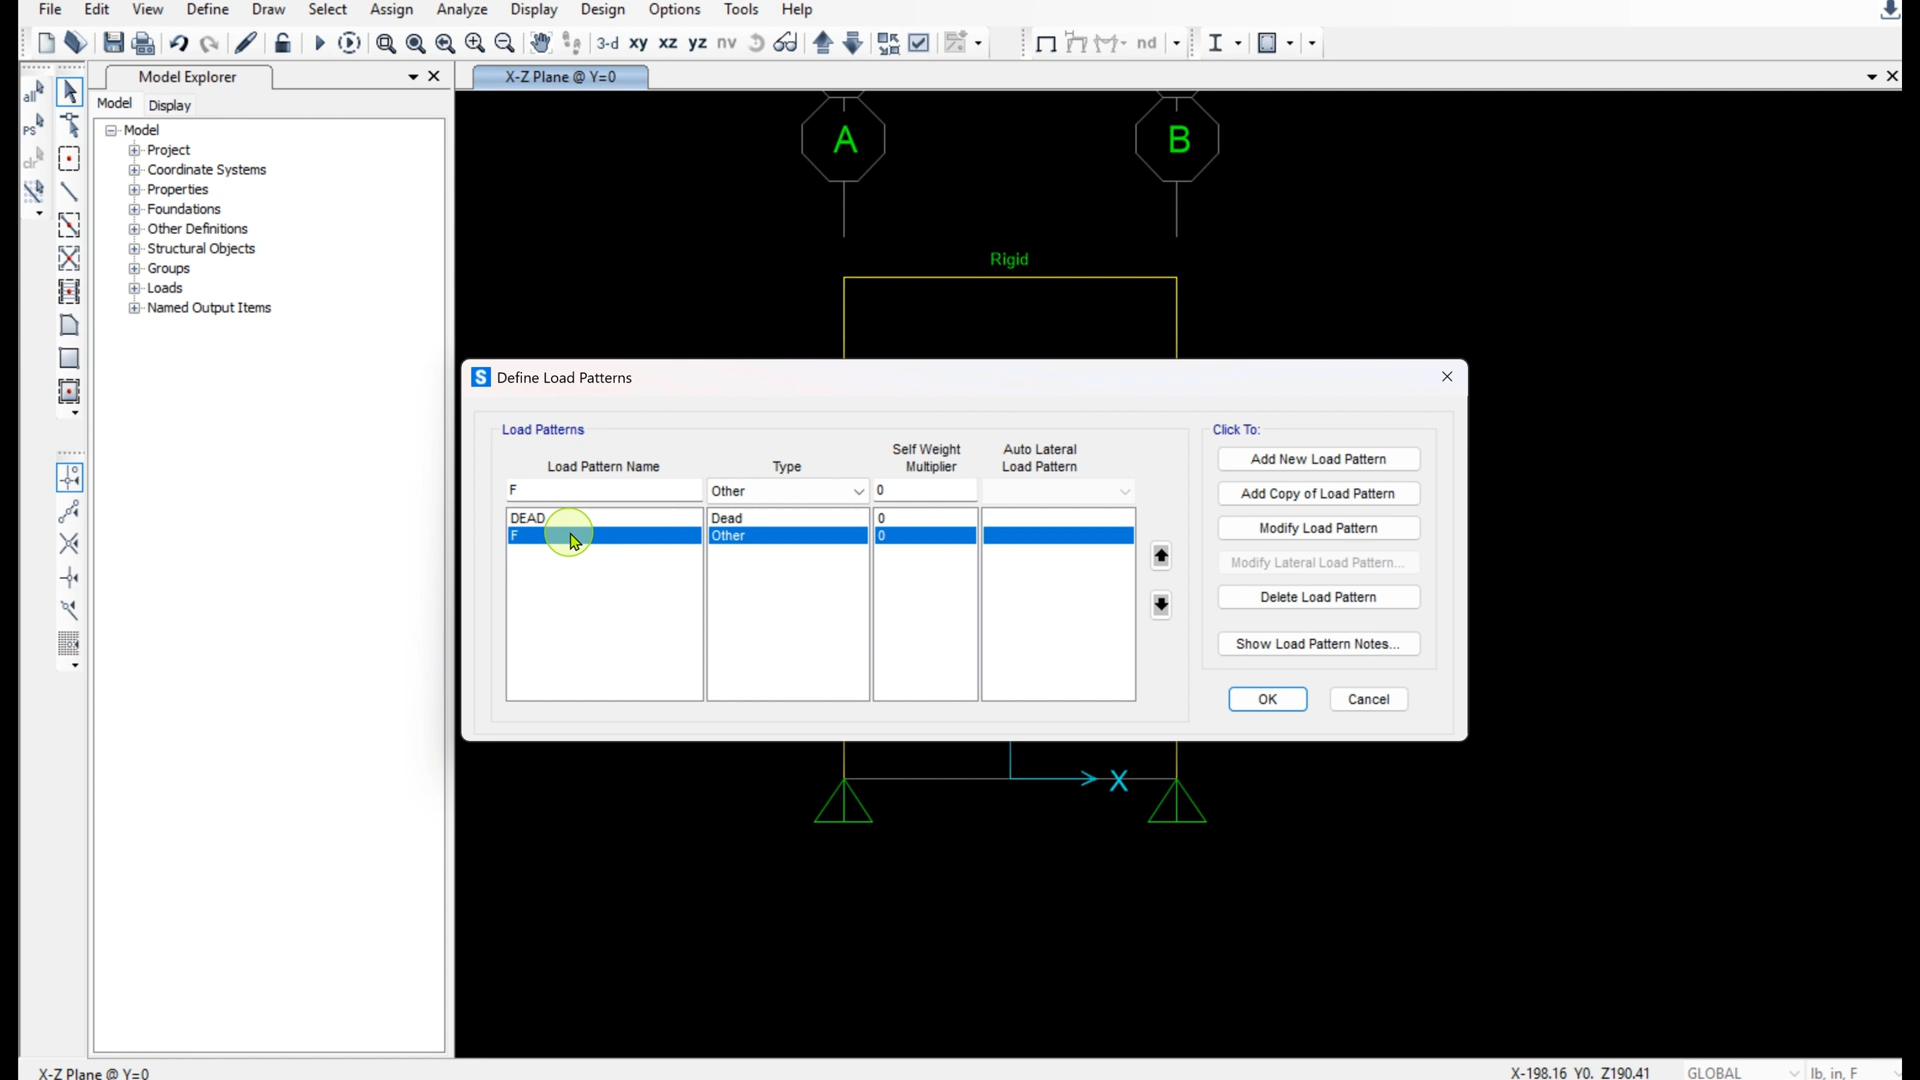 File Edit View Define Draw Select Assign Analyze Display Design Options Tools Help
3-d xy xz yz nv nd
all
PS
clr
Model Explorer
X-Z Plane @ Y=0
Model Display
Model
Project
Coordinate Systems
Properties
Foundations
Other Definitions
Structural Objects
Groups
Loads
Named Output Items
A B
Rigid
S Define Load Patterns
Load Patterns
Click To:
Load Pattern Name Type Self Weight Multiplier Auto Lateral Load Pattern
F Other 0
DEAD Dead 0
F Other 0
Add New Load Pattern
Add Copy of Load Pattern
Modify Load Pattern
Modify Lateral Load Pattern...
Delete Load Pattern
Show Load Pattern Notes...
OK Cancel
X
X-Z Plane @ Y=0
X-198.16 Y0. Z190.41 GLOBAL lb, in, F